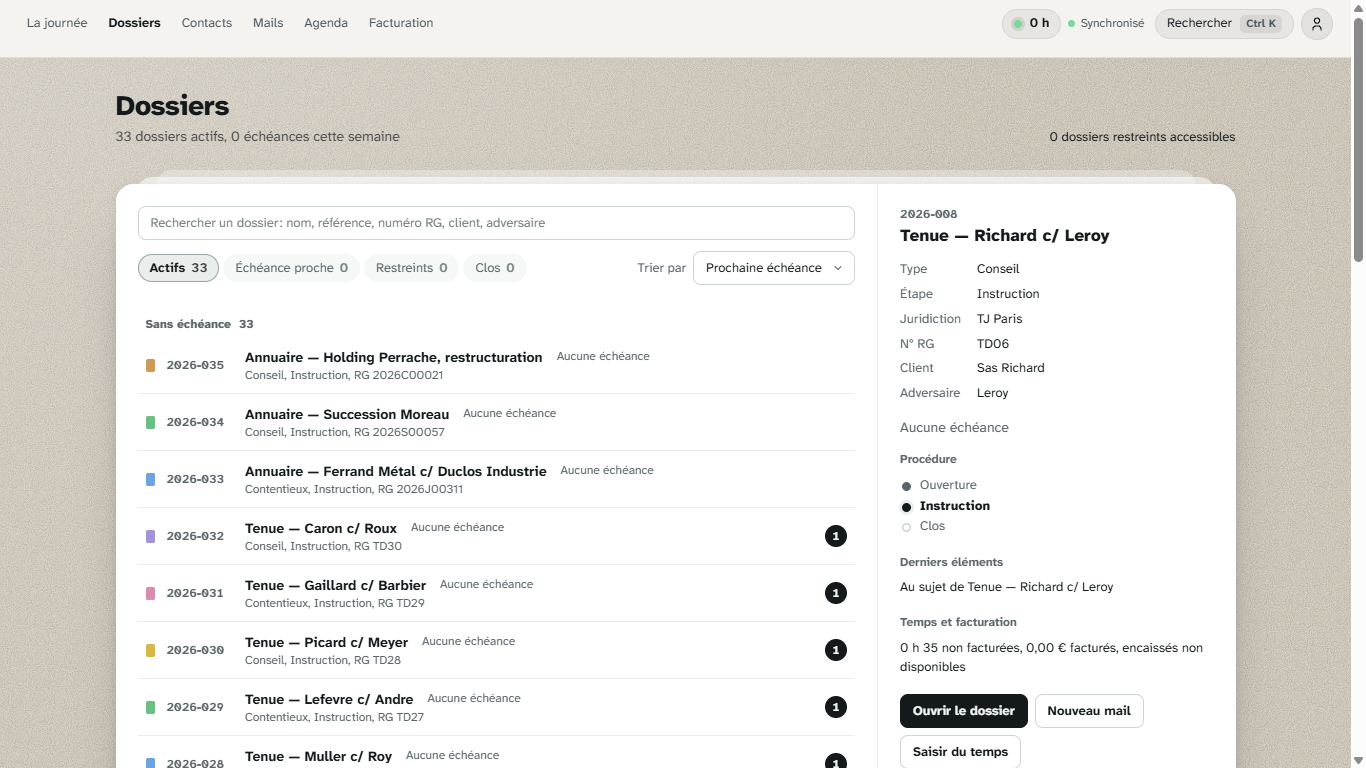 La journée Dossiers Contacts Mails Agenda Facturation 0 h Synchronisé Rechercher Ctrl K
Dossiers
33 dossiers actifs, 0 échéances cette semaine
0 dossiers restreints accessibles
Rechercher un dossier: nom, référence, numéro RG, client, adversaire
Actifs 33 Échéance proche 0 Restreints 0 Clos 0 Trier par Prochaine échéance
Sans échéance 33
2026-035 Annuaire — Holding Perrache, restructuration Aucune échéance
Conseil, Instruction, RG 2026C00021
2026-034 Annuaire — Succession Moreau Aucune échéance
Conseil, Instruction, RG 2026S00057
2026-033 Annuaire — Ferrand Métal c/ Duclos Industrie Aucune échéance
Contentieux, Instruction, RG 2026J00311
2026-032 Tenue — Caron c/ Roux Aucune échéance 1
Conseil, Instruction, RG TD30
2026-031 Tenue — Gaillard c/ Barbier Aucune échéance 1
Contentieux, Instruction, RG TD29
2026-030 Tenue — Picard c/ Meyer Aucune échéance 1
Conseil, Instruction, RG TD28
2026-029 Tenue — Lefevre c/ Andre Aucune échéance 1
Contentieux, Instruction, RG TD27
2026-028 Tenue — Muller c/ Roy Aucune échéance 1
2026-008
Tenue — Richard c/ Leroy
Type Conseil
Étape Instruction
Juridiction TJ Paris
N° RG TD06
Client Sas Richard
Adversaire Leroy
Aucune échéance
Procédure
Ouverture
Instruction
Clos
Derniers éléments
Au sujet de Tenue — Richard c/ Leroy
Temps et facturation
0 h 35 non facturées, 0,00 € facturés, encaissés non
disponibles
Ouvrir le dossier Nouveau mail
Saisir du temps